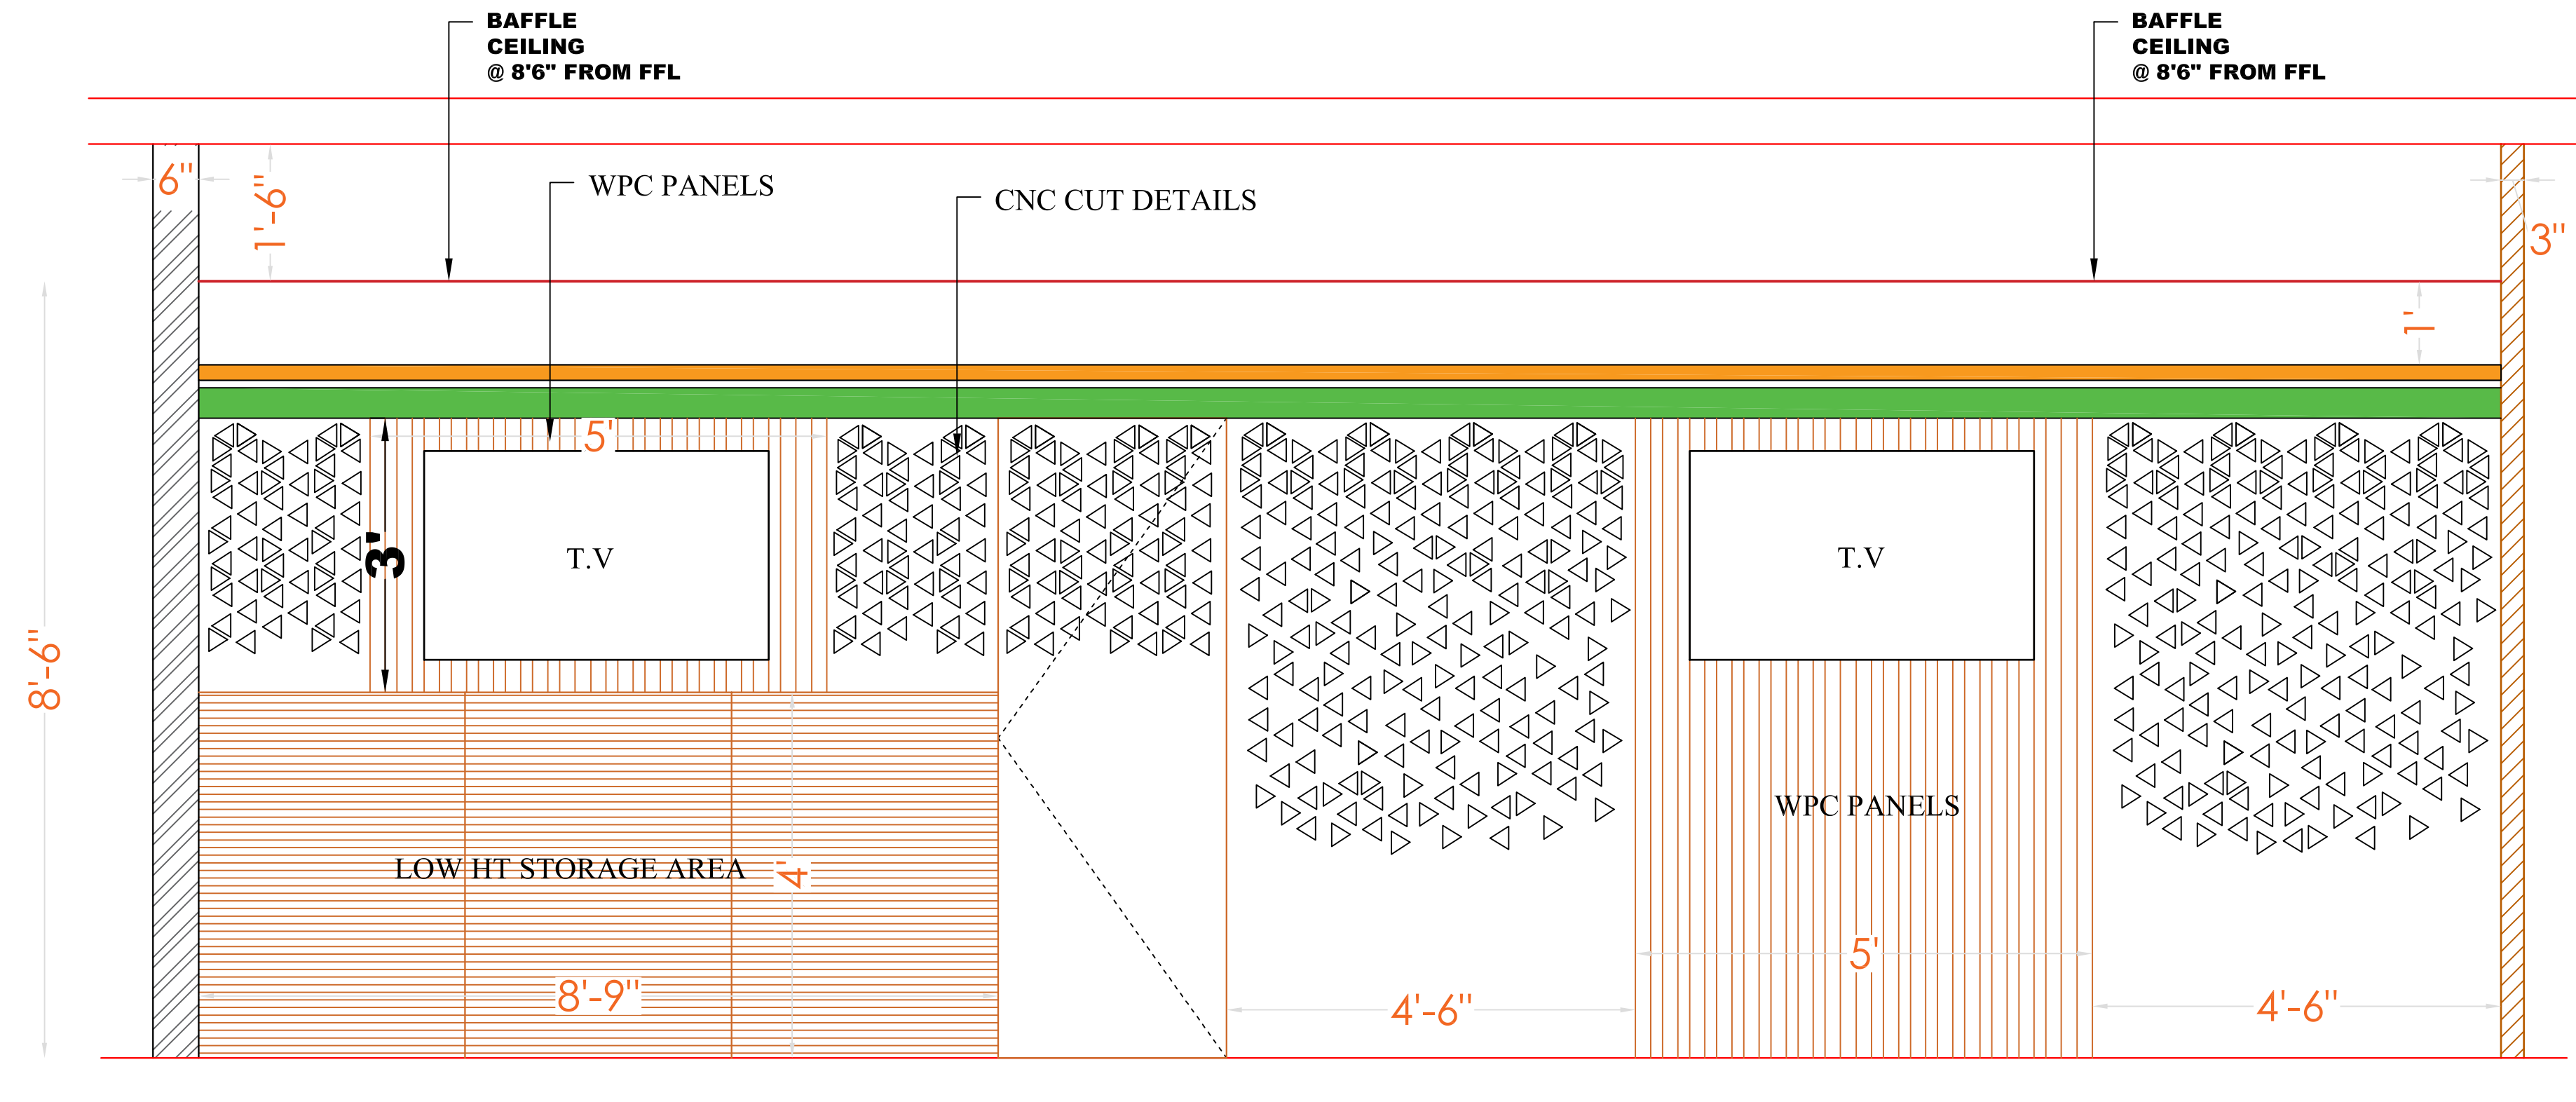 BAFFLE
CEILING
@ 8'6" FROM FFL
BAFFLE
CEILING
@ 8'6" FROM FFL
6"
1'-6"
WPC PANELS
CNC CUT DETAILS
3"
1'
5'
3'
T.V
T.V
8'-6"
WPC PANELS
LOW HT STORAGE AREA
4'
5'
8'-9"
4'-6"
4'-6"